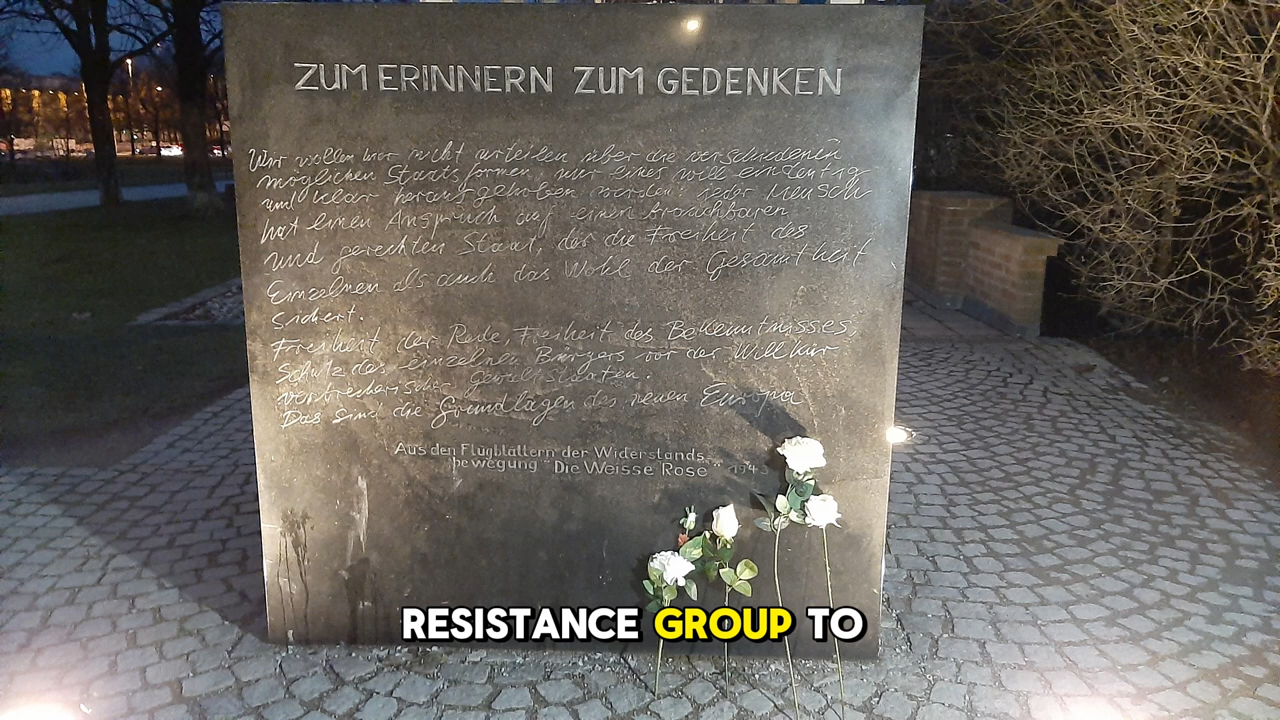 ZUM ERINNERN ZUM GEDENKEN
Wir wollen hier nicht urteilen über die verschiedenen
möglichen Staatsformen, nur eines will eindeutig
und klar herausgehoben werden: jeder Mensch
hat einen Anspruch auf einen brauchbaren
und gerechten Staat, der die Freiheit des
Einzelnen als auch das Wohl der Gesamtheit
sichert.
Freiheit der Rede, Freiheit des Bekenntnisses,
Schutz des einzelnen Bürgers vor der Willkür
verbrecherischer Gewaltstaaten.
Das sind die Grundlagen des neuen Europa
Aus den Flugblättern der Widerstands-
bewegung "Die Weisse Rose" 1943
RESISTANCE GROUP TO